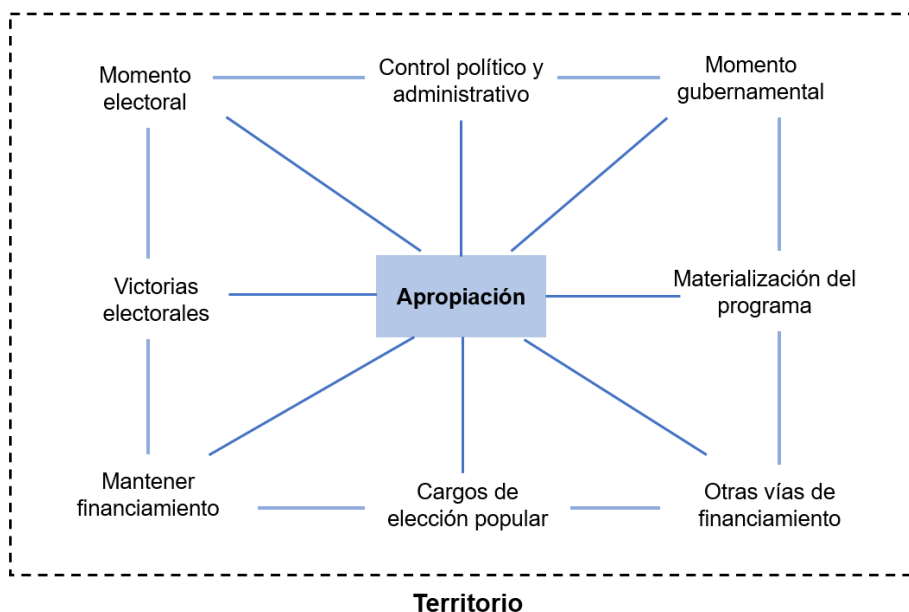 Momento
electoral
Control político y
administrativo
Momento
gubernamental
Victorias
electorales
Apropiación
Materialización del
programa
Mantener
financiamiento
Cargos de
elección popular
Otras vías de
financiamiento
Territorio